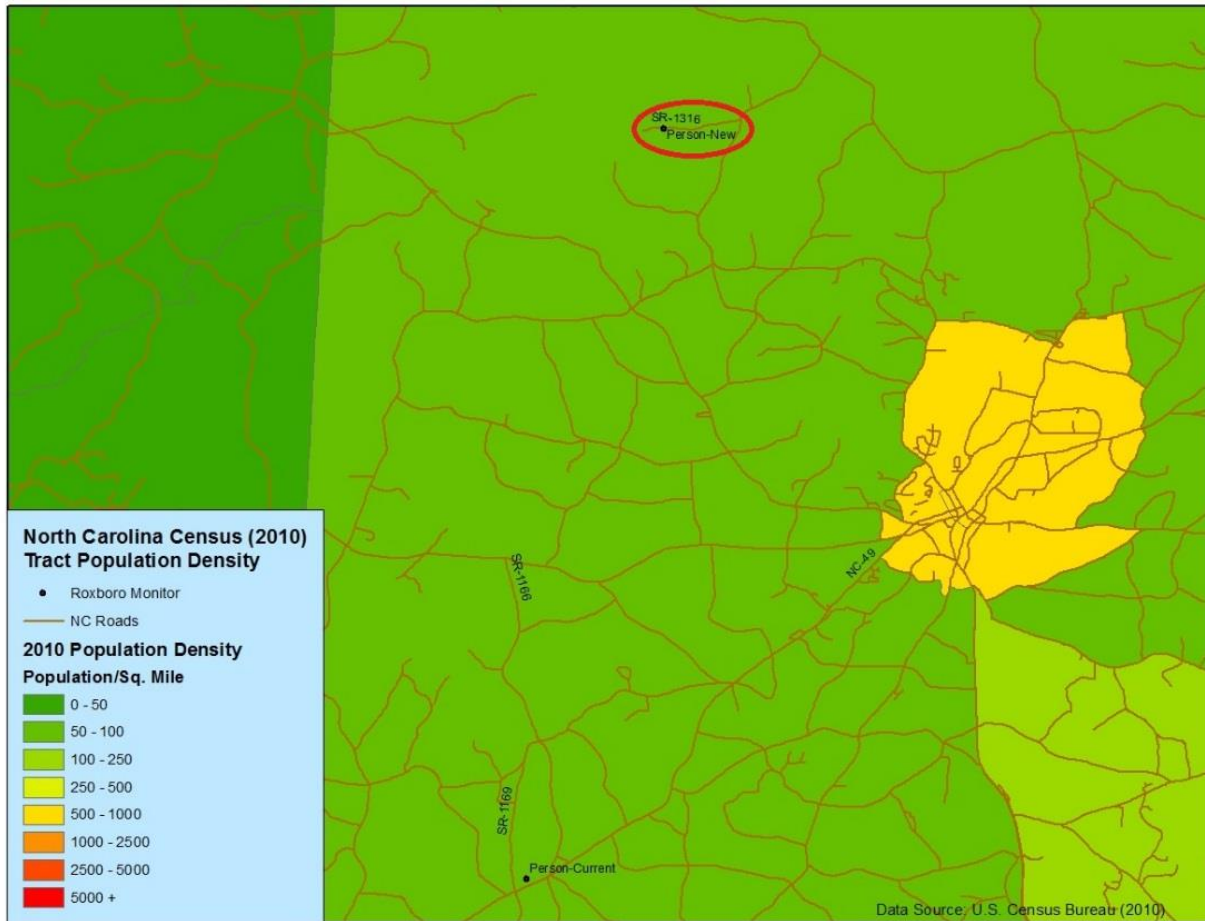 SR-1316
Person-New
NC-49
SR-1166
SR-1169
Person-Current
North Carolina Census (2010)
Tract Population Density
Roxboro Monitor
NC Roads
2010 Population Density
Population/Sq. Mile
0 - 50
50 - 100
100 - 250
250 - 500
500 - 1000
1000 - 2500
2500 - 5000
5000 +
Data Source: U.S. Census Bureau (2010)